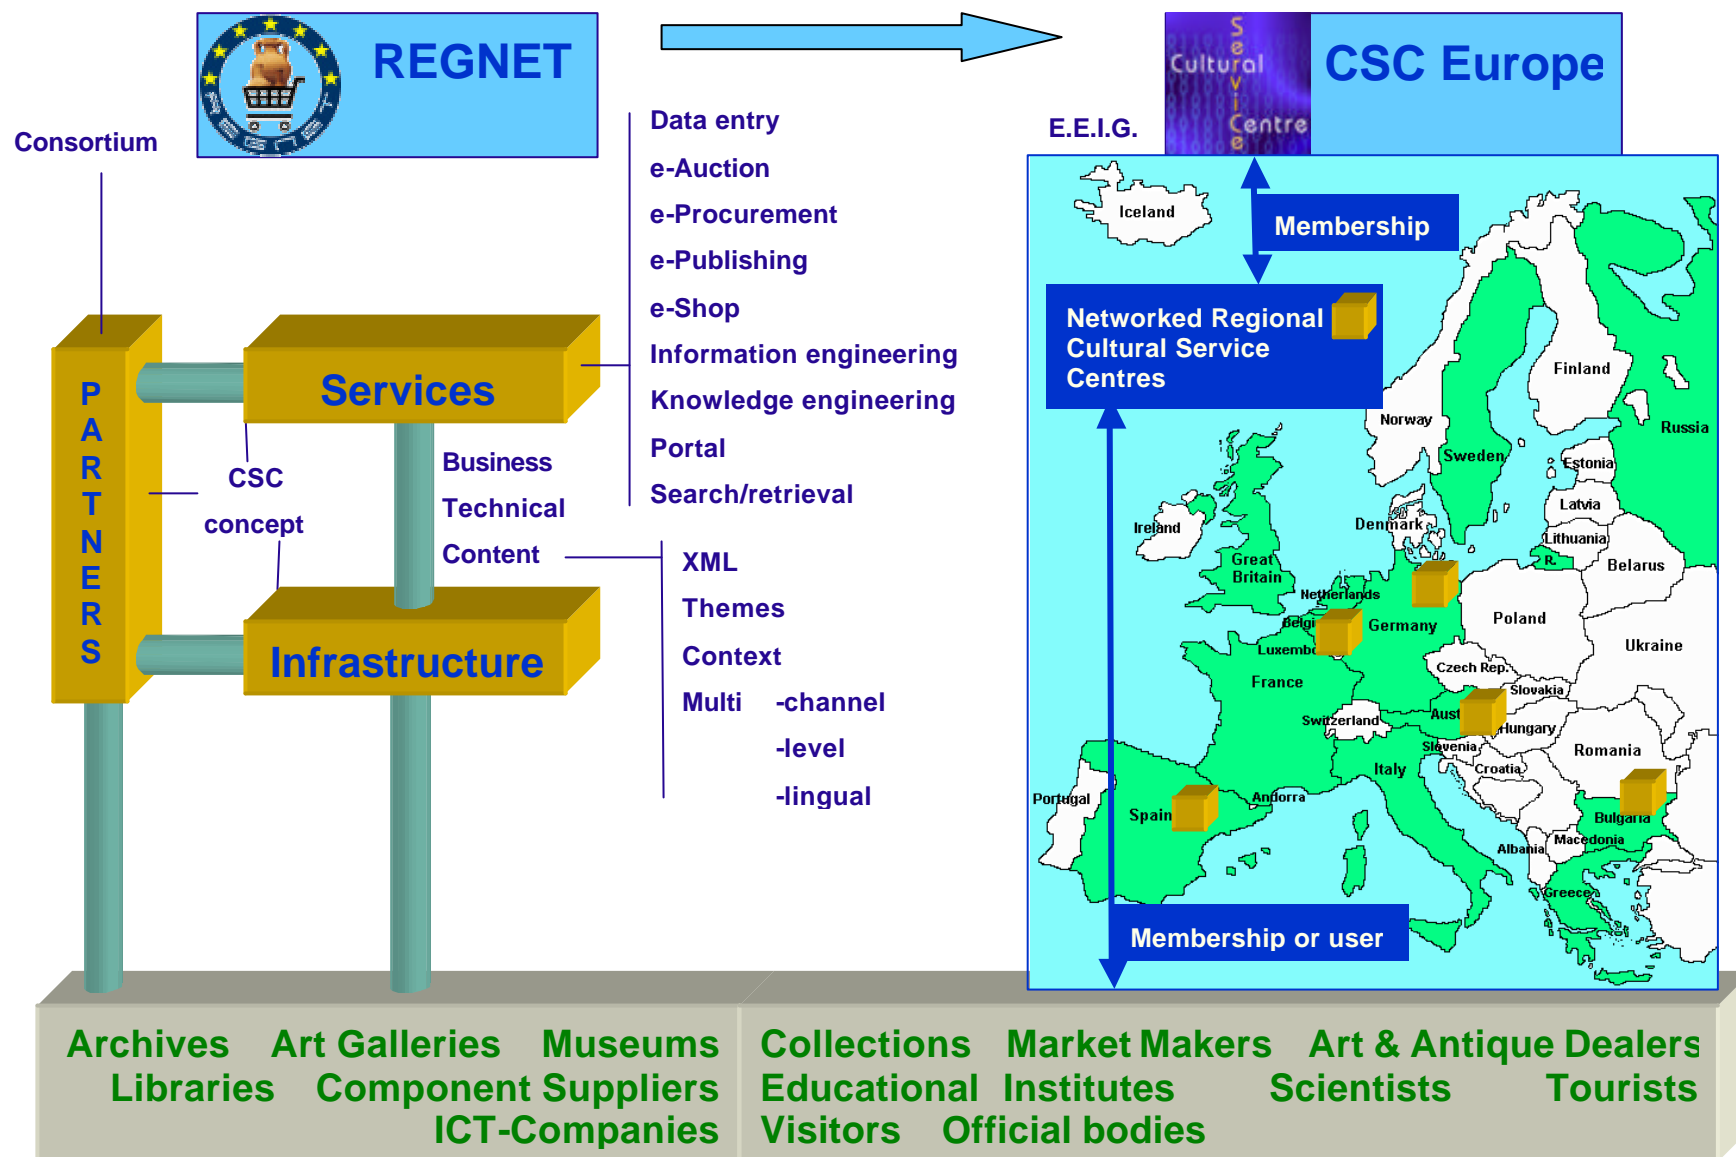 REGNET
REGNET
Cultural
Service
Centre
CSC Europe
Consortium
E.E.I.G.
Data entry
e-Auction
e-Procurement
e-Publishing
e-Shop
Information engineering
Knowledge engineering
Portal
Search/retrieval
PARTNERS
Services
CSC
concept
Business
Technical
Content
Infrastructure
XML
Themes
Context
Multi -channel
-level
-lingual
Membership
Networked Regional
Cultural Service
Centres
Iceland
Norway
Finland
Sweden
Russia
Estonia
Latvia
Lithuania
R.
Belarus
Denmark
Ireland
Great
Britain
Netherlands
Belgi
Luxembo
Germany
Poland
Ukraine
Czech Rep.
Slovakia
France
Switzerland
Aust
Hungary
Slovenia
Croatia
Romania
Italy
Portugal
Spain
Andorra
Bulgaria
Macedonia
Albania
Greece
Membership or user
Archives Art Galleries Museums
Libraries Component Suppliers
ICT-Companies
Collections Market Makers Art & Antique Dealers
Educational Institutes Scientists Tourists
Visitors Official bodies